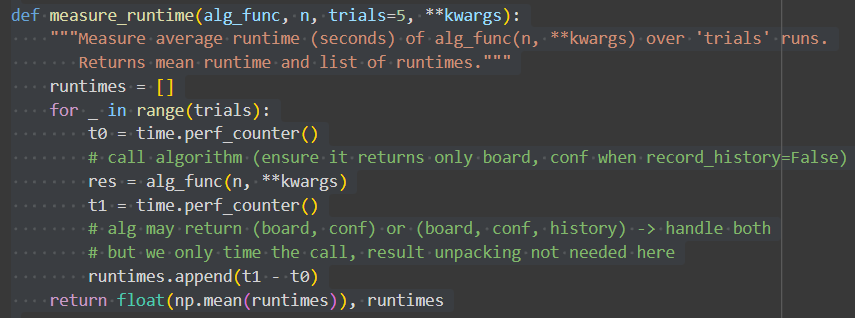 def measure_runtime(alg_func, n, trials=5, **kwargs):
    """Measure average runtime (seconds) of alg_func(n, **kwargs) over 'trials' runs.
       Returns mean runtime and list of runtimes."""
    runtimes = []
    for _ in range(trials):
        t0 = time.perf_counter()
        # call algorithm (ensure it returns only board, conf when record_history=False)
        res = alg_func(n, **kwargs)
        t1 = time.perf_counter()
        # alg may return (board, conf) or (board, conf, history) -> handle both
        # but we only time the call, result unpacking not needed here
        runtimes.append(t1 - t0)
    return float(np.mean(runtimes)), runtimes